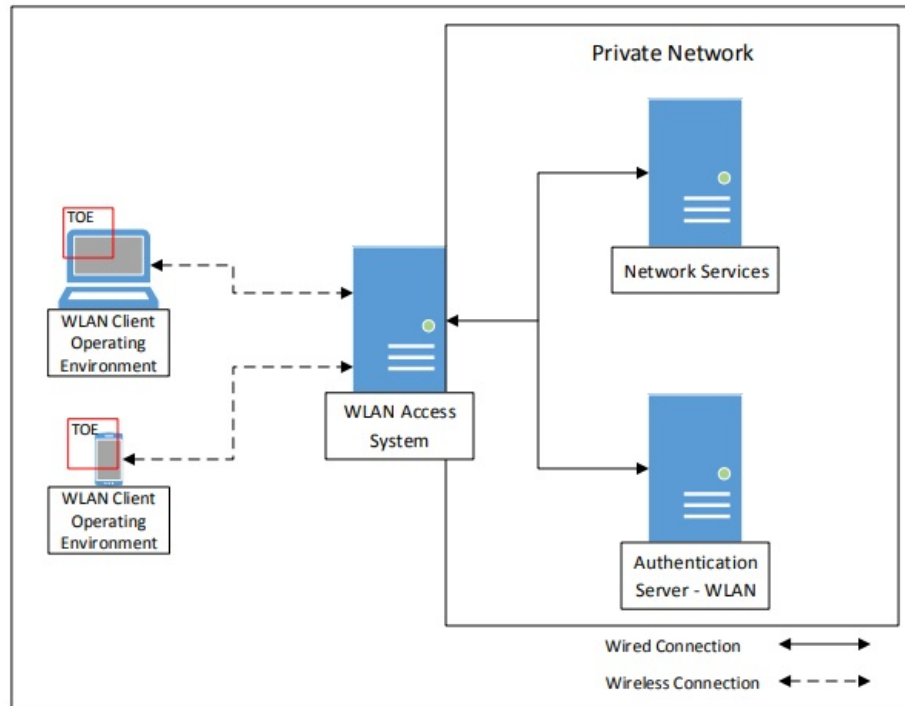 Private Network
TOE
Network Services
WLAN Client
Operating
Environment
WLAN Access
System
TOE
WLAN Client
Operating
Environment
Authentication
Server - WLAN
Wired Connection
Wireless Connection